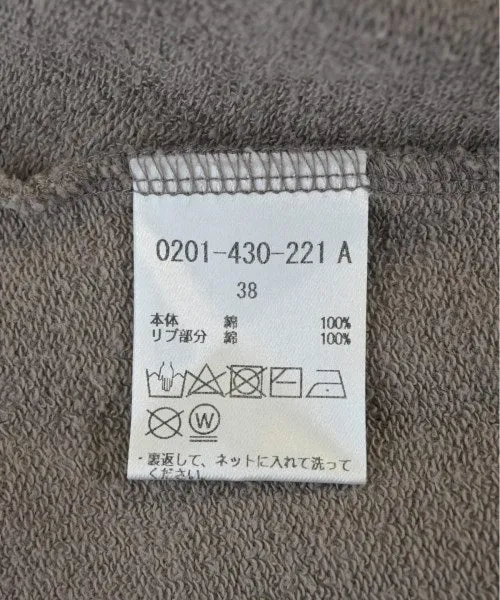 0201-430-221 A
38
本体 綿 100%
リブ部分 綿 100%
W
・裏返して、ネットに入れて洗って
ください。